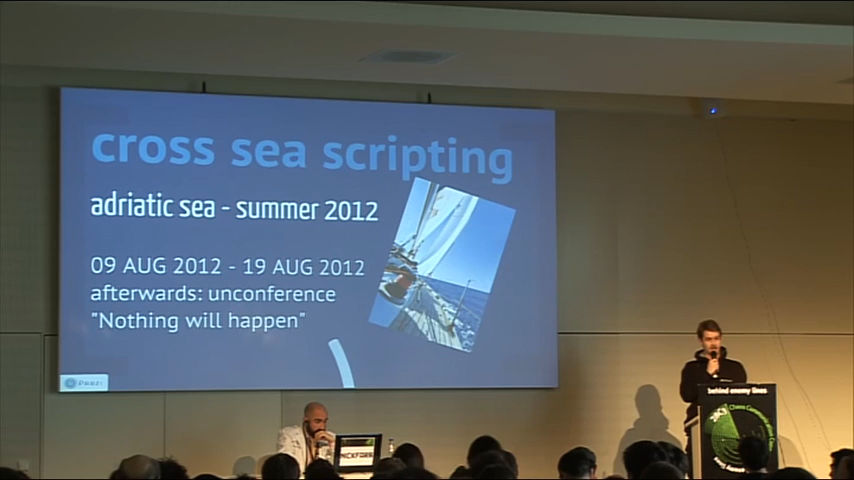 cross sea scripting
adriatic sea - summer 2012
09 AUG 2012 - 19 AUG 2012
afterwards: unconference
"Nothing will happen"
PREZI
behind enemy lines
28C3